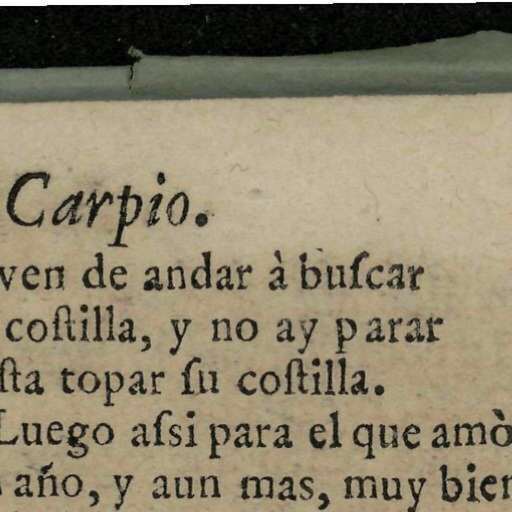 Carpio.
ven de andar à buſcar
coſtilla, y no ay parar
ſta topar ſu coſtilla.
Luego aſsi para el que amò
año, y aun mas, muy bien